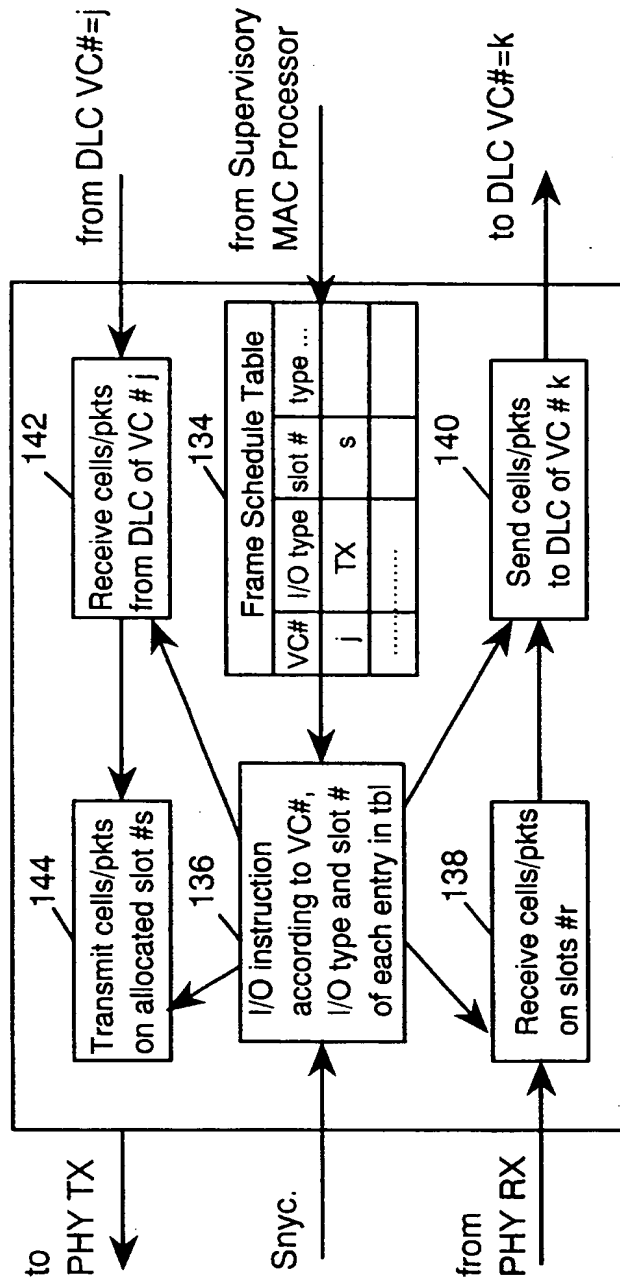 to
PHY TX
Snyc.
from
PHY RX
144
Transmit cells/pkts
on allocated slot #s
136
I/O instruction
according to VC#,
I/O type and slot #
of each entry in tbl
138
Receive cells/pkts
on slots #r
142
Receive cells/pkts
from DLC of VC # j
134
Frame Schedule Table
VC# I/O type slot # type ...
j TX s
.............
140
Send cells/pkts
to DLC of VC # k
from DLC VC#=j
from Supervisory
MAC Processor
to DLC VC#=k